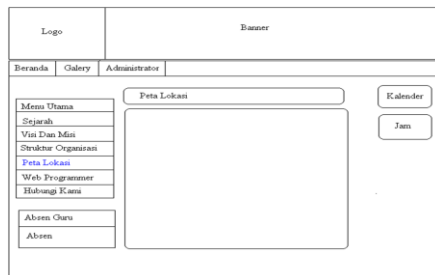 Logo
Banner
Beranda Galery Administrator
Peta Lokasi
Kalender
Menu Utama
Sejarah
Visi Dan Misi
Struktur Organisasi
Peta Lokasi
Web Programmer
Hubungi Kami
Jam
Absen Guru
Absen